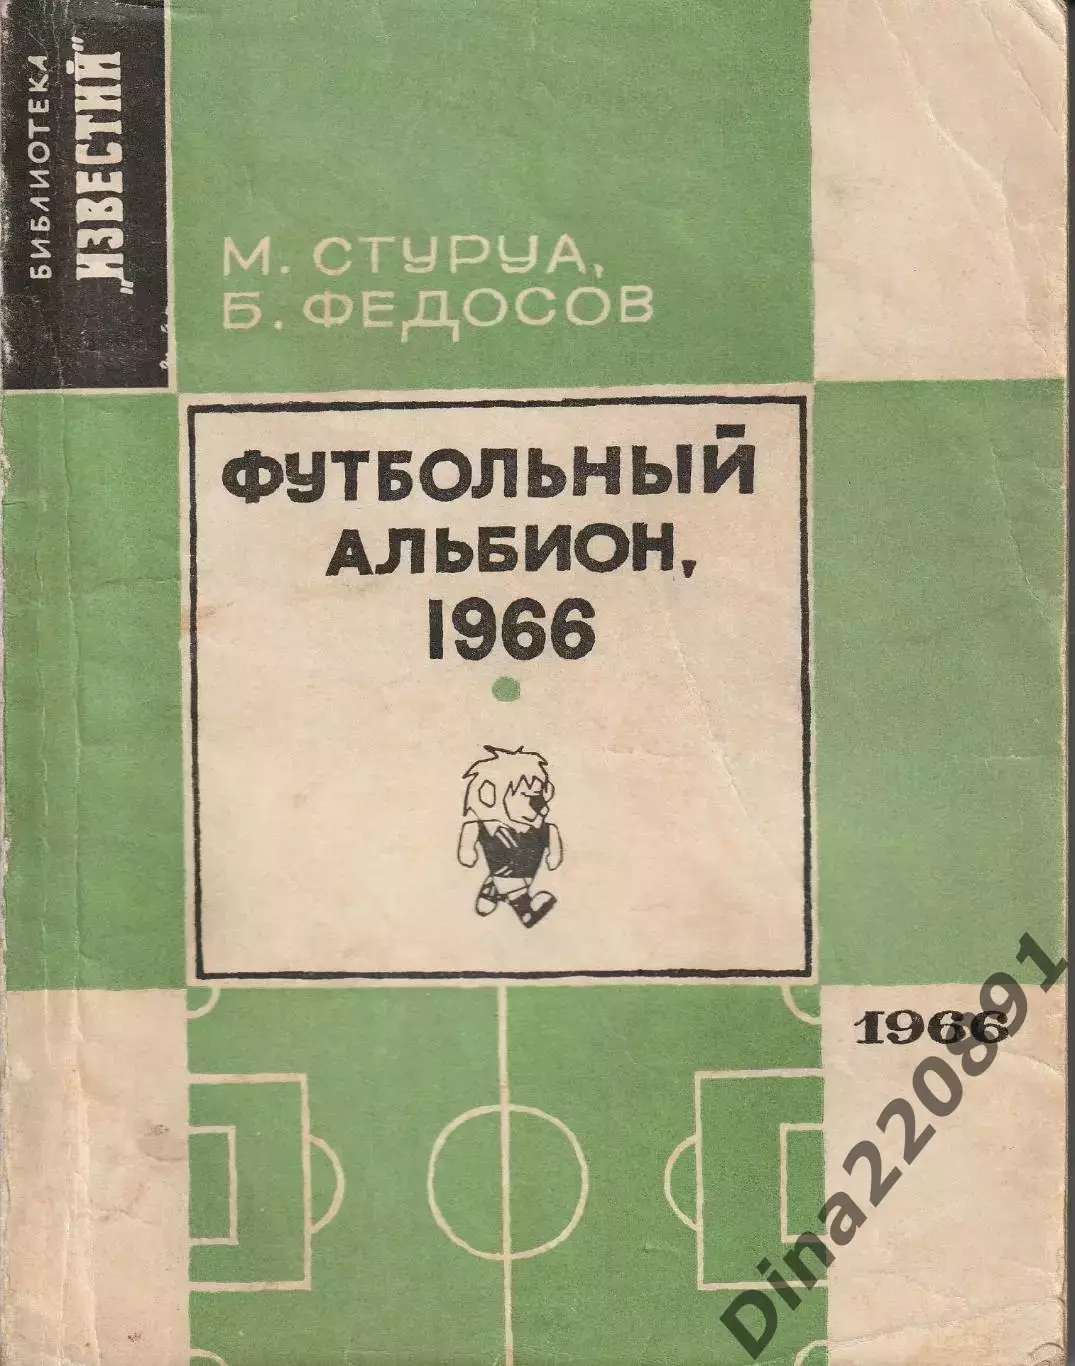 БИБЛИОТЕКА
„ИЗВЕСТИЙ"
М. СТУРУА,
Б. ФЕДОСОВ
ФУТБОЛЬНЫЙ
АЛЬБИОН,
1966
1966
Dina220891